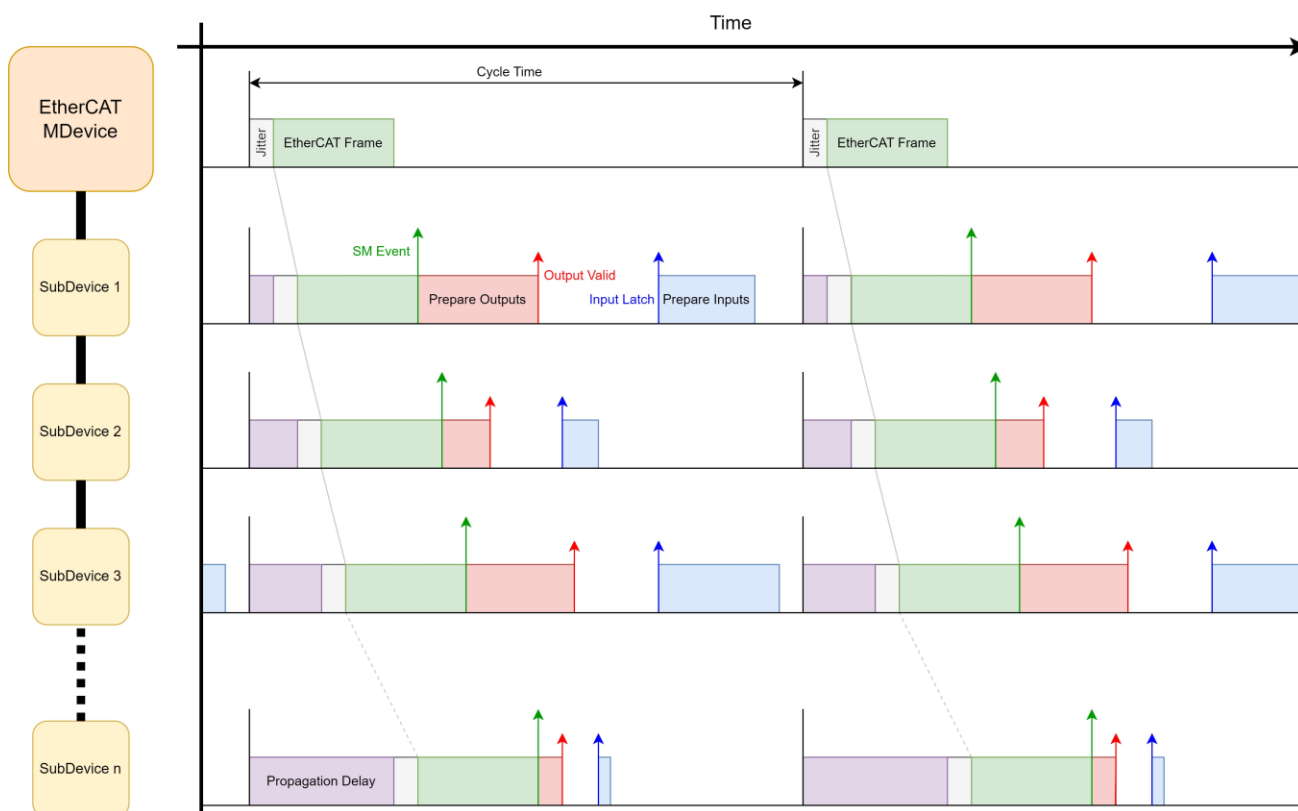 Time
EtherCAT
MDevice
Cycle Time
Jitter
EtherCAT Frame
Jitter
EtherCAT Frame
SubDevice 1
SM Event
Output Valid
Prepare Outputs
Input Latch
Prepare Inputs
SubDevice 2
SubDevice 3
SubDevice n
Propagation Delay